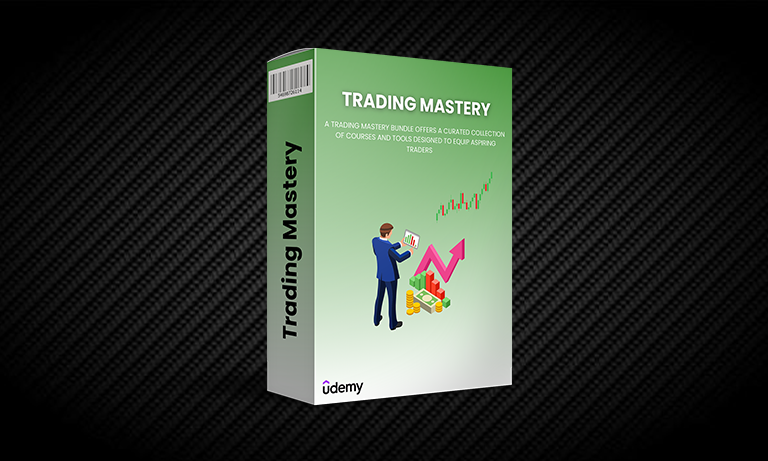 TRADING MASTERY
A TRADING MASTERY BUNDLE OFFERS A CURATED COLLECTION
OF COURSES AND TOOLS DESIGNED TO EQUIP ASPIRING
TRADERS
Trading Mastery
udemy